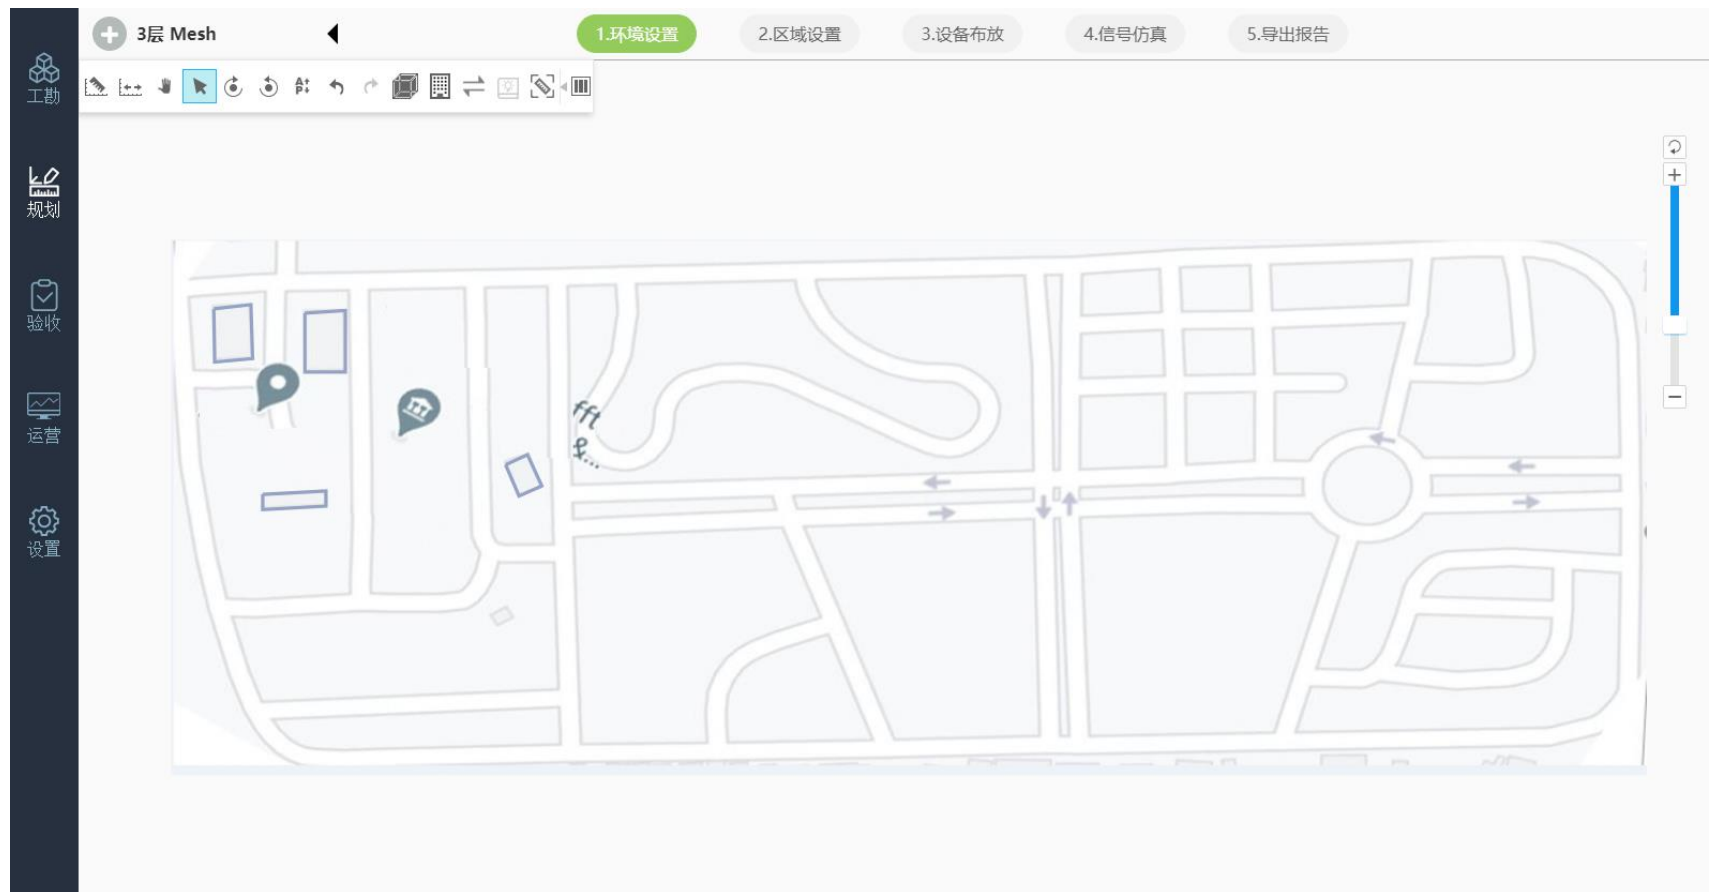 3层 Mesh
1.环境设置
2.区域设置
3.设备布放
4.信号仿真
5.导出报告
工勘
规划
验收
运营
设置
fft
&...